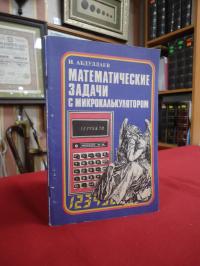 И. АБДУЛЛАЕВ
МАТЕМАТИЧЕСКИЕ
ЗАДАЧИ
С МИКРОКАЛЬКУЛЯТОРОМ
1234